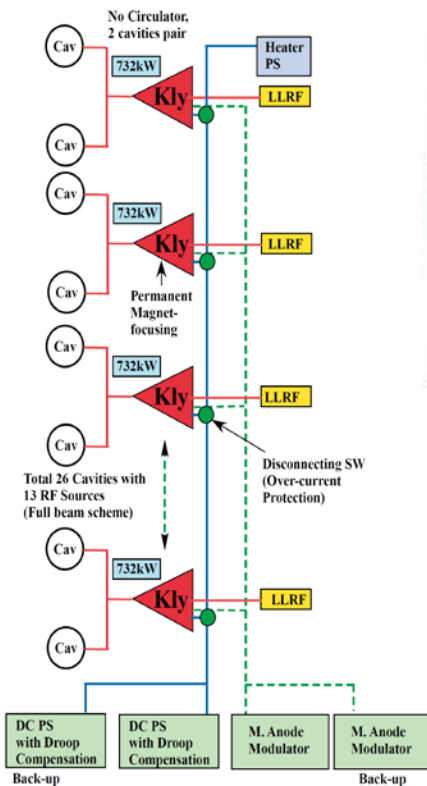 No Circulator,
2 cavities pair
Cav
732kW
Heater
PS
Kly
LLRF
Cav
Cav
732kW
Kly
LLRF
Cav
Permanent
Magnet-
focusing
Cav
732kW
Kly
LLRF
Cav
Disconnecting SW
(Over-current
Protection)
Total 26 Cavities with
13 RF Sources
(Full beam scheme)
Cav
732kW
Kly
LLRF
Cav
DC PS
with Droop
Compensation
DC PS
with Droop
Compensation
M. Anode
Modulator
M. Anode
Modulator
Back-up
Back-up